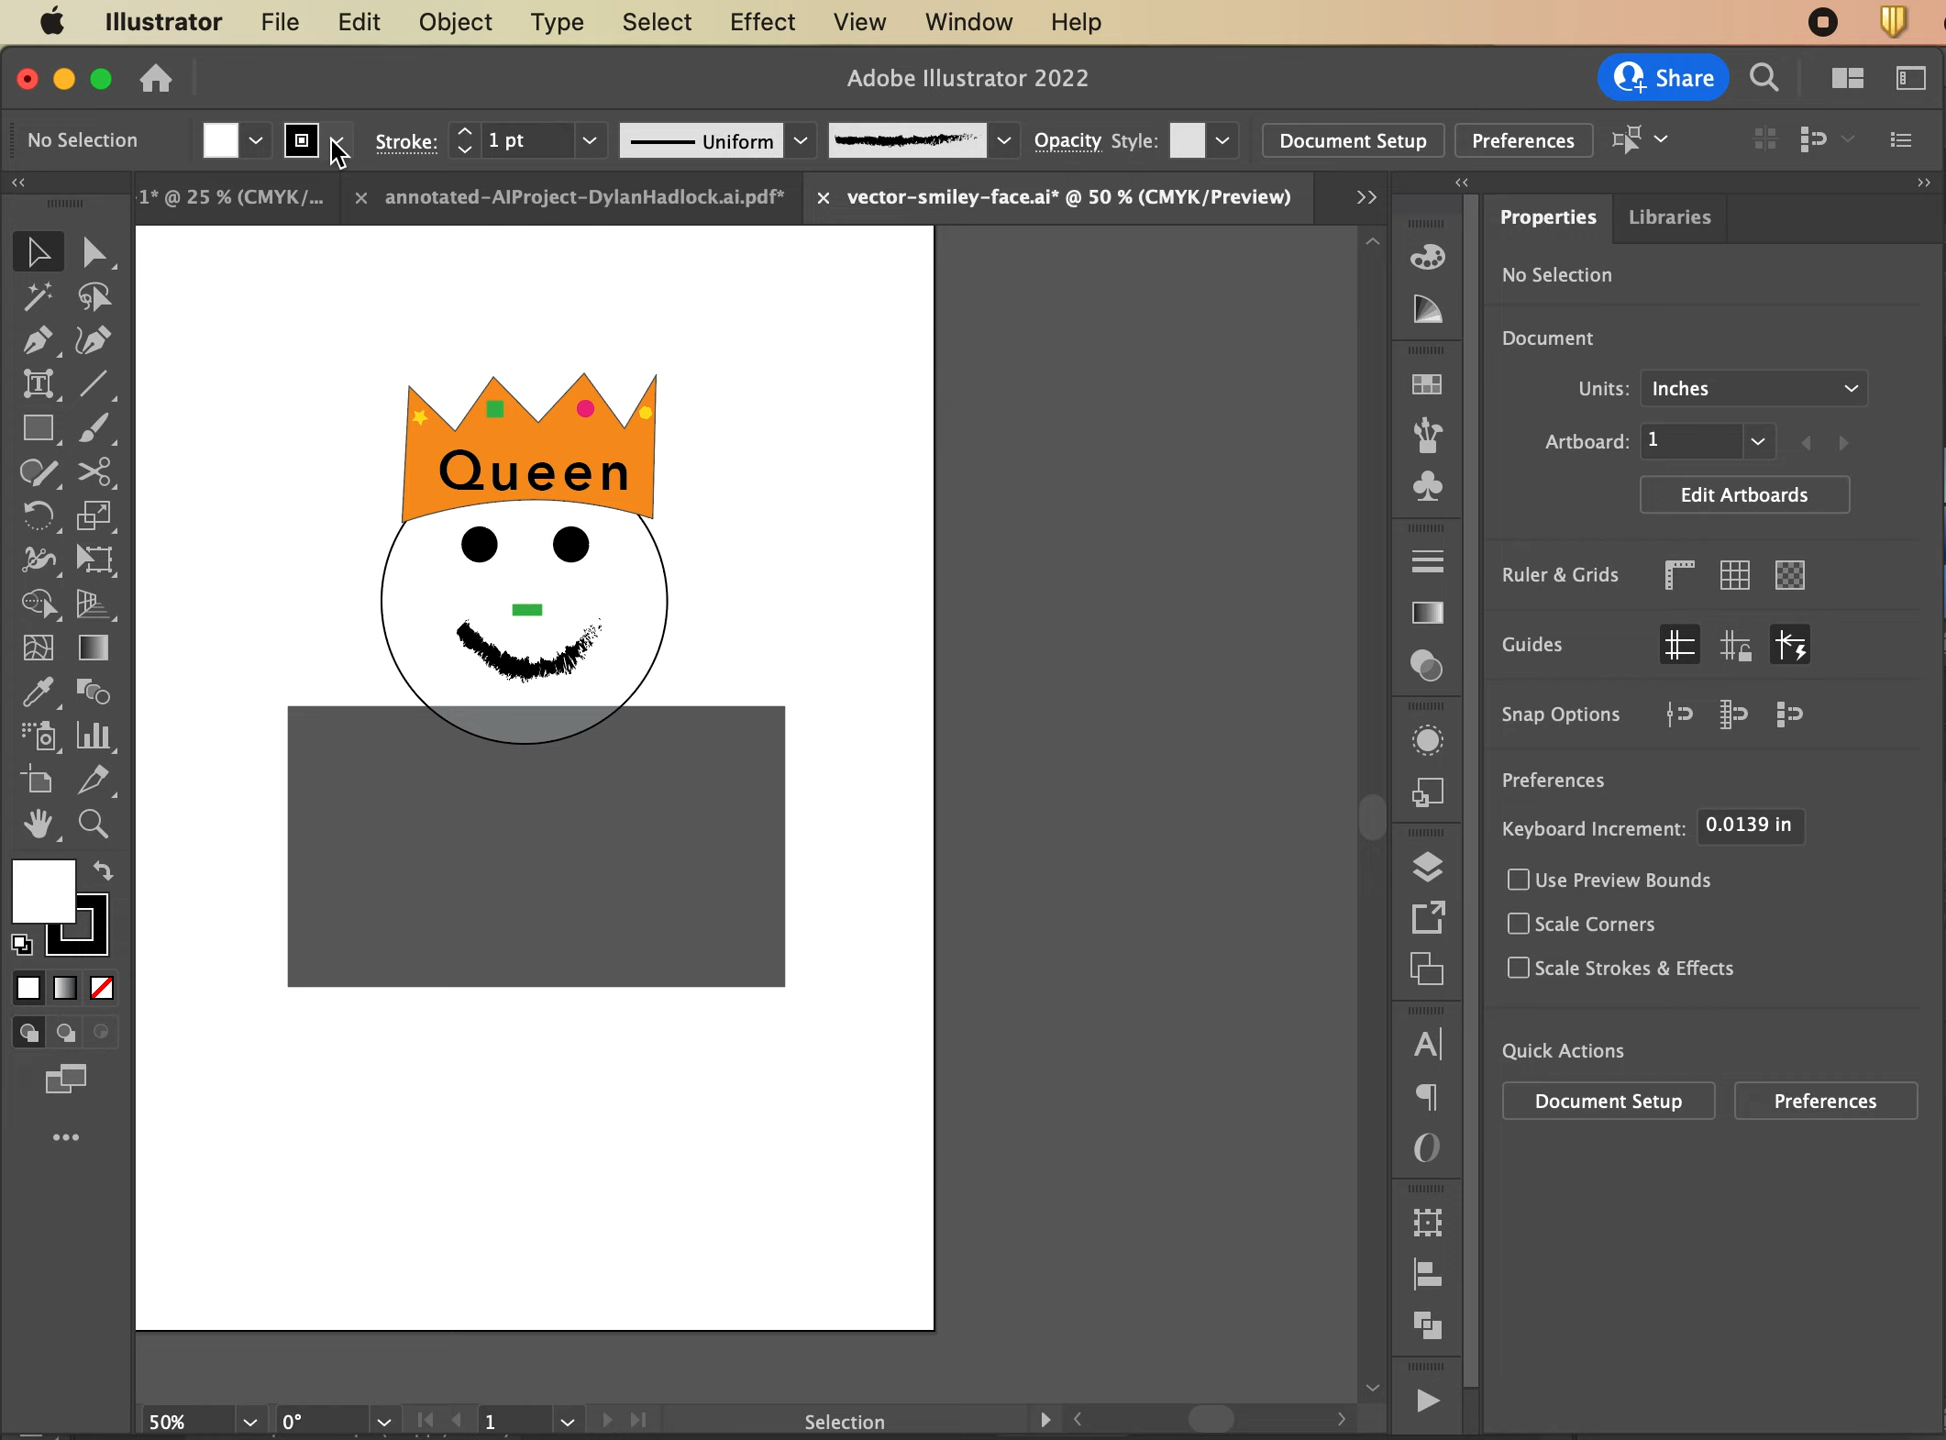 Illustrator File Edit Object Type Select Effect View Window Help
Adobe Illustrator 2022
Share
No Selection
Stroke: 1 pt Uniform Opacity Style: Document Setup Preferences
1* @ 25 % (CMYK/... annotated-AIProject-DylanHadlock.ai.pdf* vector-smiley-face.ai* @ 50 % (CMYK/Preview)
Properties Libraries
No Selection
Document
Units: Inches
Artboard: 1
Edit Artboards
Queen
Ruler & Grids
Guides
Snap Options
Preferences
Keyboard Increment: 0.0139 in
Use Preview Bounds
Scale Corners
Scale Strokes & Effects
Quick Actions
Document Setup Preferences
50% 0° 1 Selection